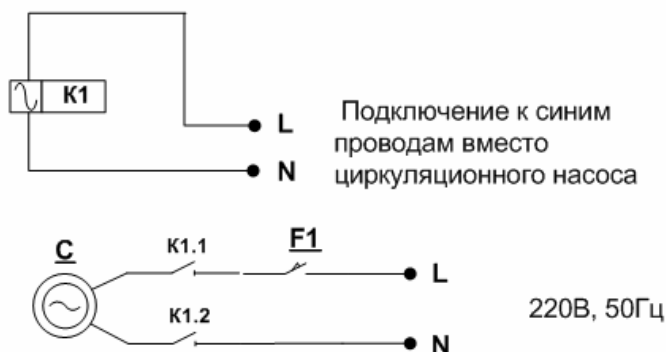 K1
L
N
Подключение к синим
проводам вместо
циркуляционного насоса
C
K1.1
F1
L
K1.2
220В, 50Гц
N